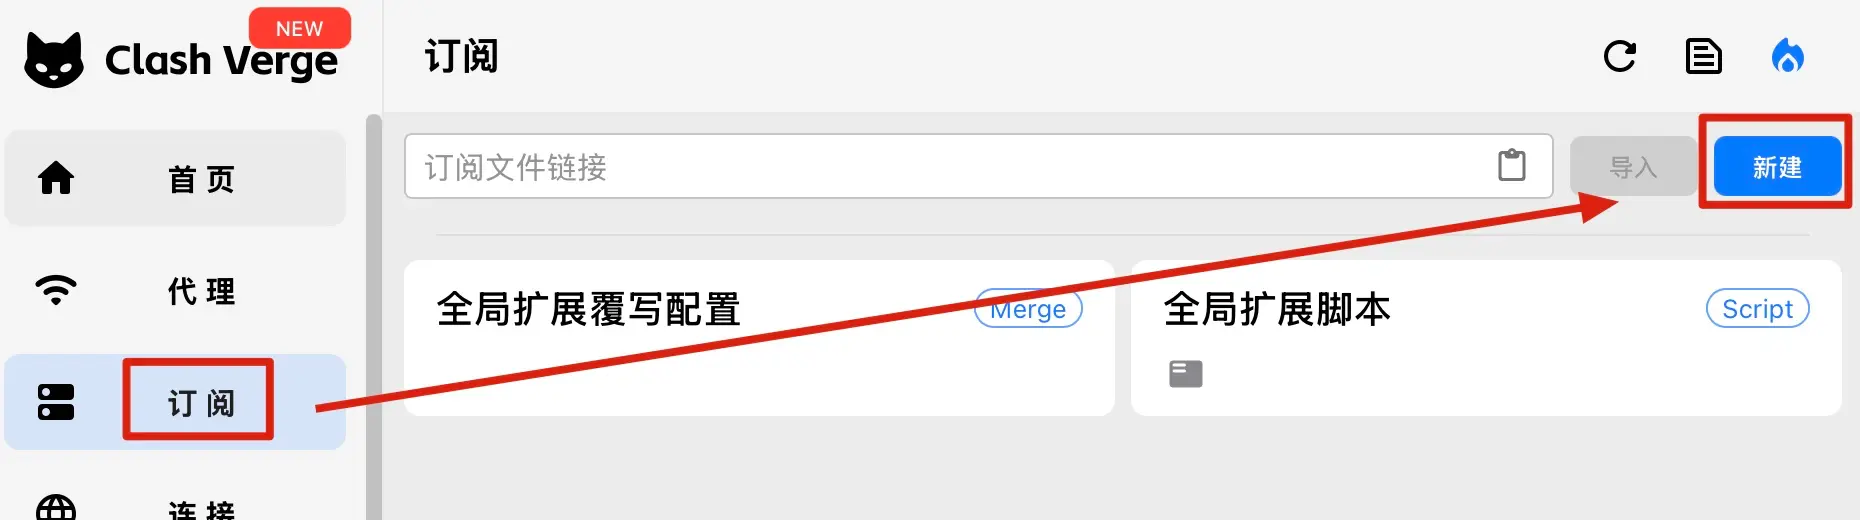 NEW
Clash Verge
首页
代理
订阅
连接
订阅
订阅文件链接
导入
新建
全局扩展覆写配置
Merge
全局扩展脚本
Script